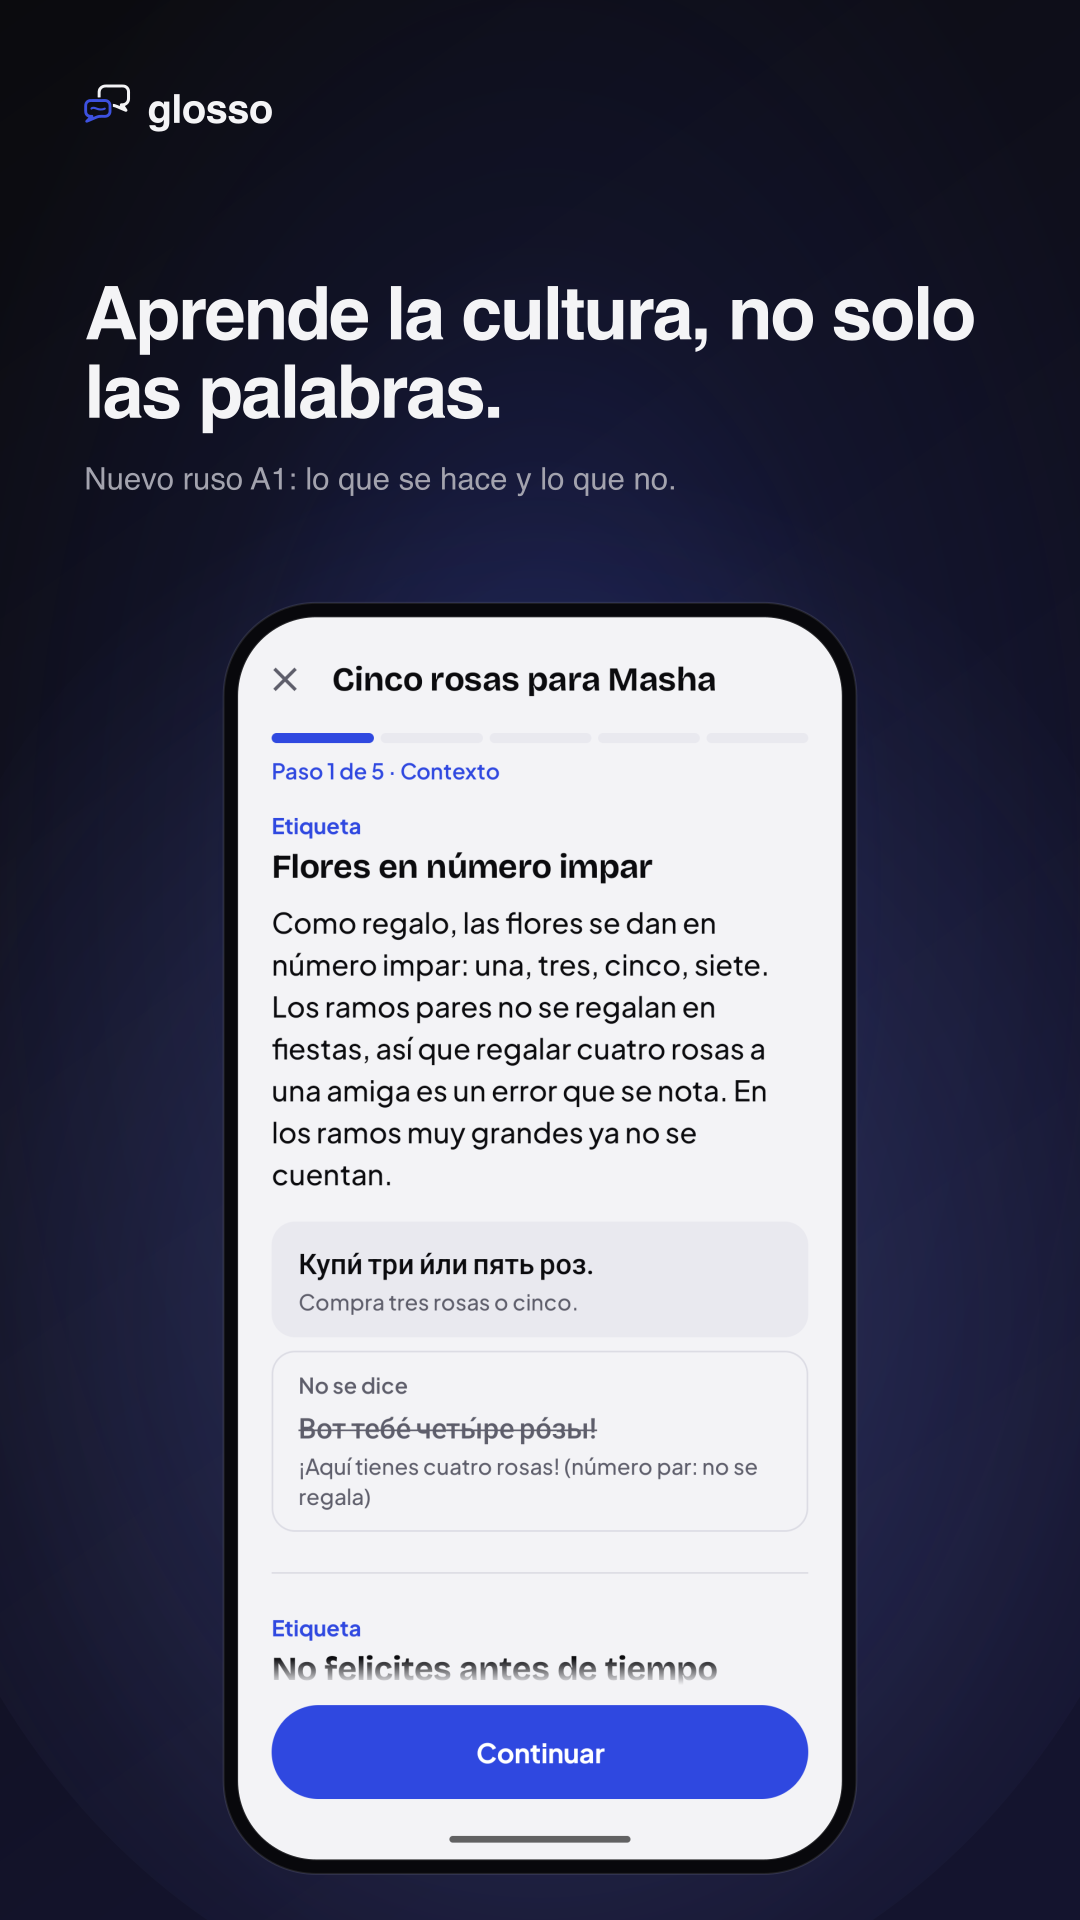 glosso
Aprende la cultura, no solo
las palabras.
Nuevo ruso A1: lo que se hace y lo que no.
Cinco rosas para Masha
Paso 1 de 5 · Contexto
Etiqueta
Flores en número impar
Como regalo, las flores se dan en
número impar: una, tres, cinco, siete.
Los ramos pares no se regalan en
fiestas, así que regalar cuatro rosas a
una amiga es un error que se nota. En
los ramos muy grandes ya no se
cuentan.
Купи́ три и́ли пять роз.
Compra tres rosas o cinco.
No se dice
Вот тебе́ четы́ре ро́зы!
¡Aquí tienes cuatro rosas! (número par: no se
regala)
Etiqueta
No felicites antes de tiempo
Continuar